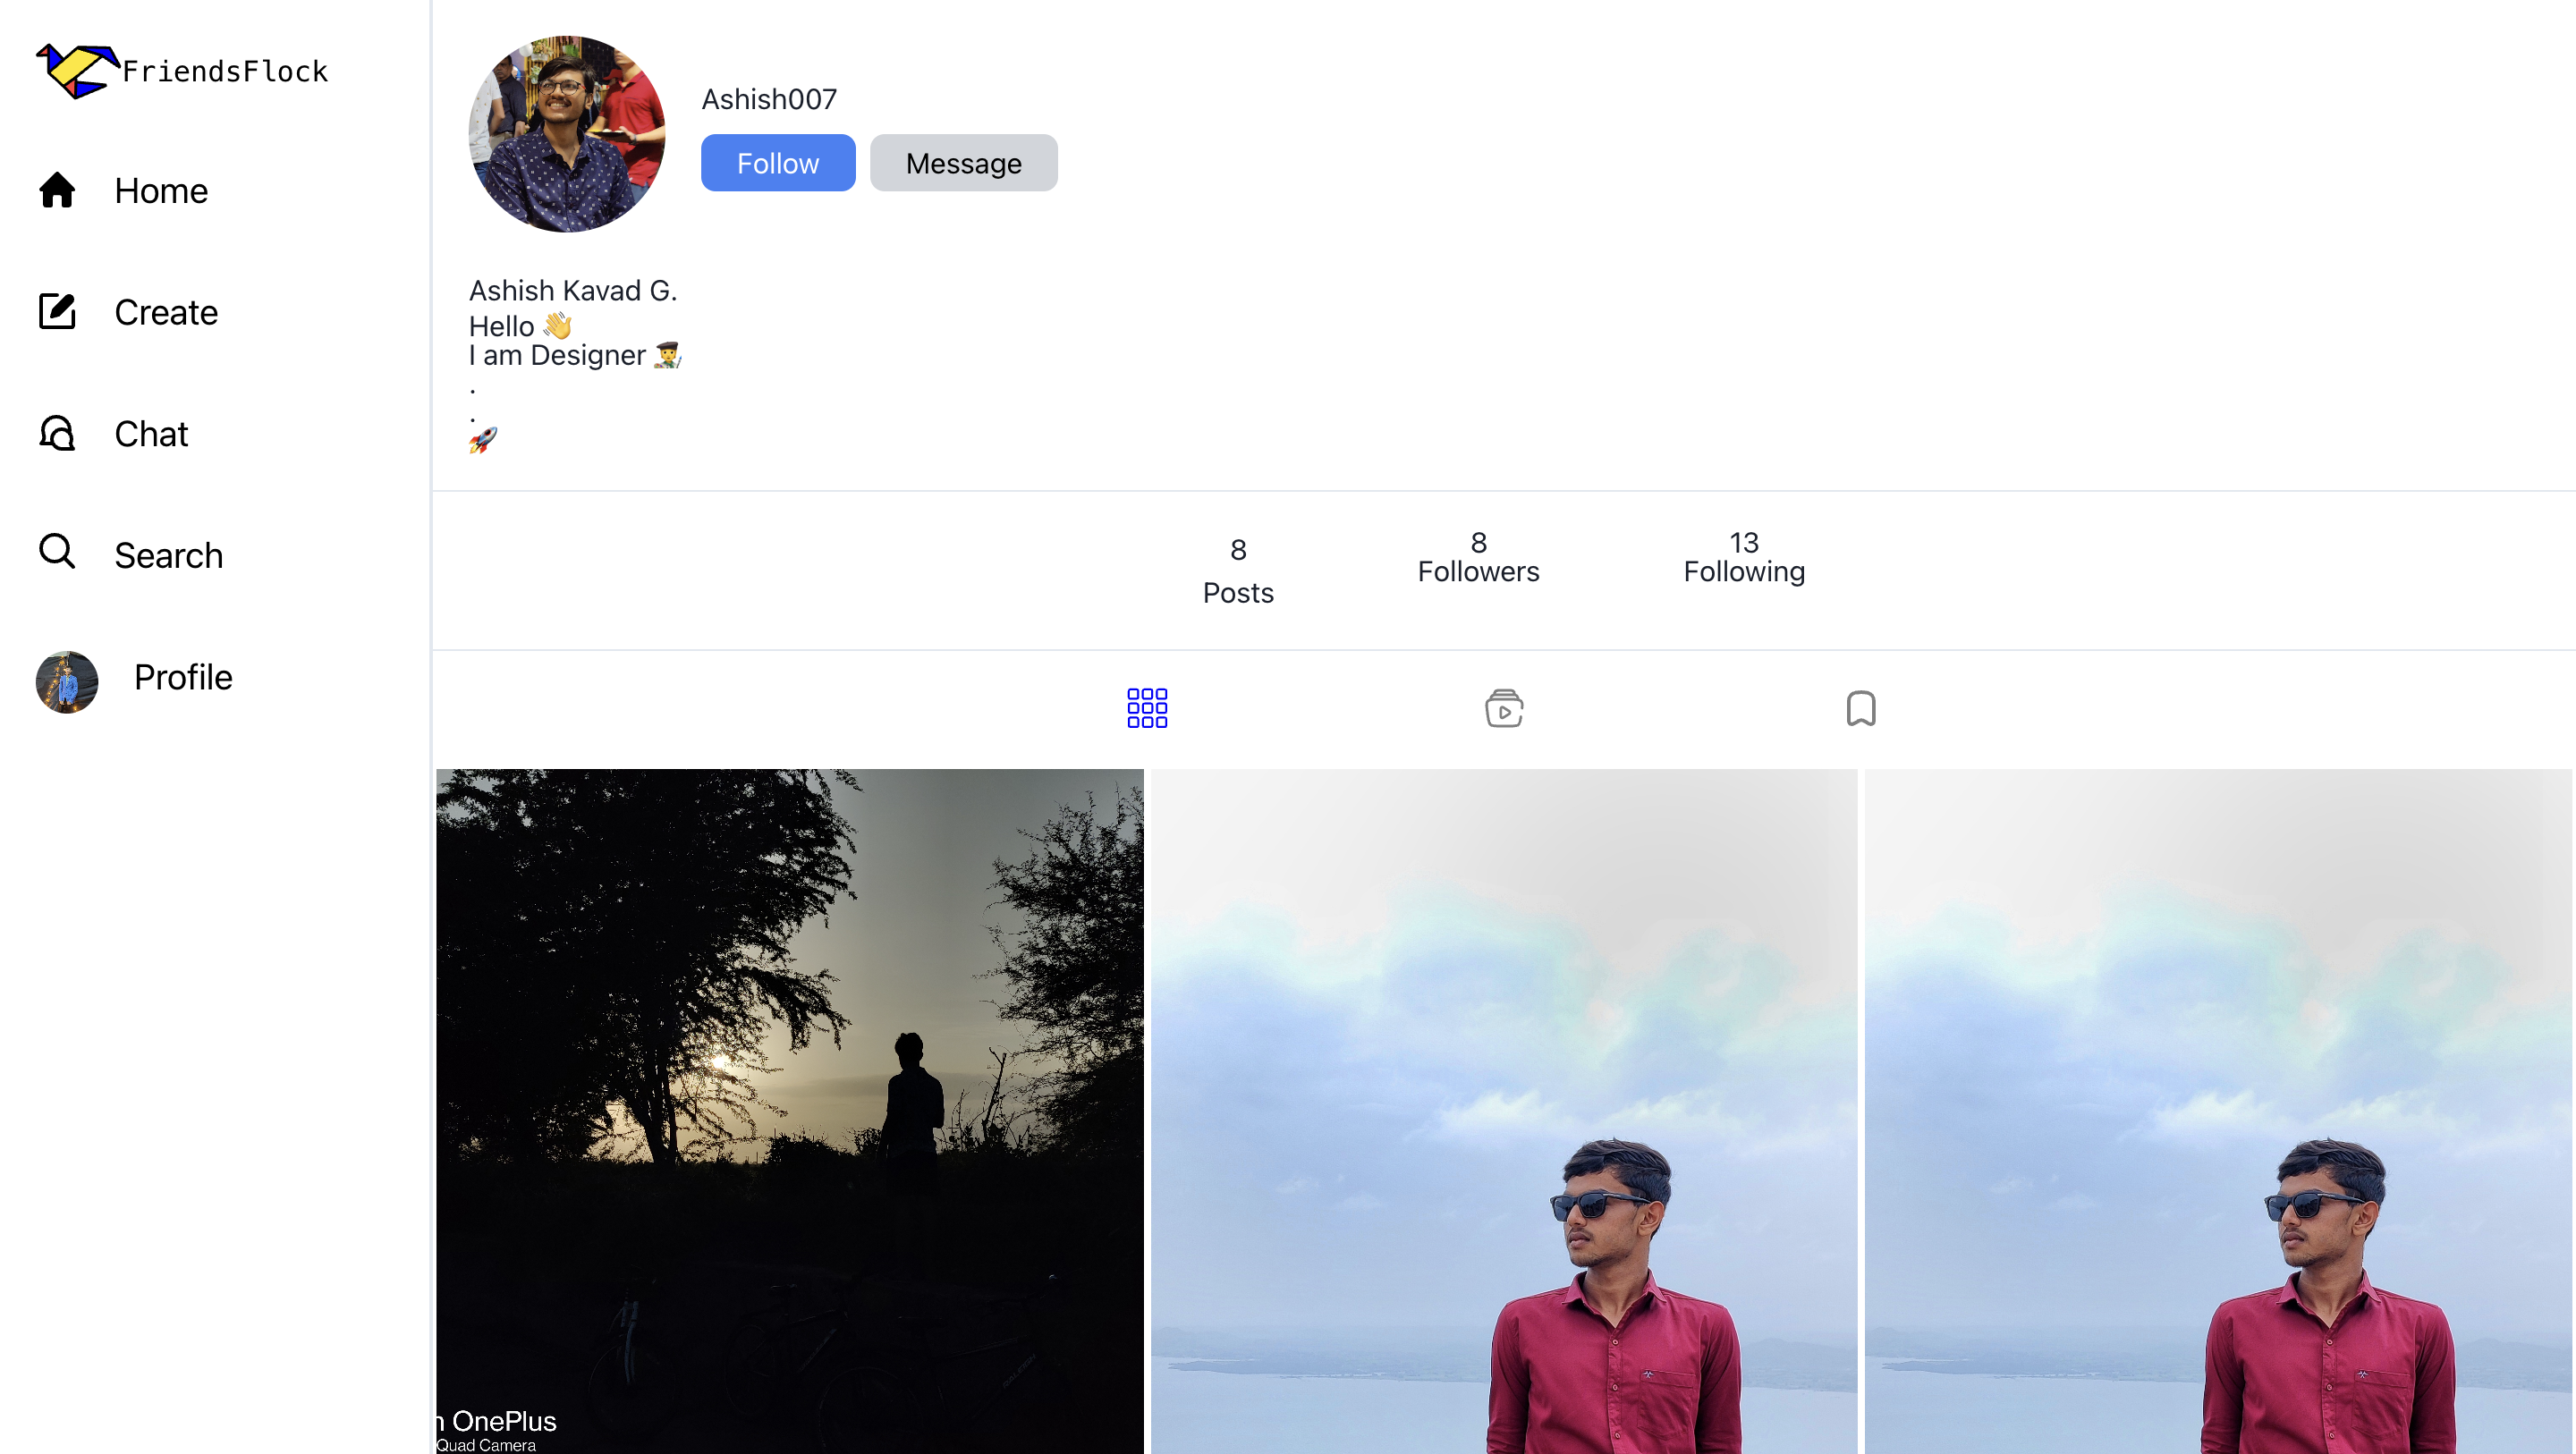 FriendsFlock
Home
Create
Chat
Search
Profile
Ashish007
Follow
Message
Ashish Kavad G.
Hello 👋
I am Designer 👨‍🎨
.
.
🚀
8
Posts
8
Followers
13
Following
OnePlus
Quad Camera